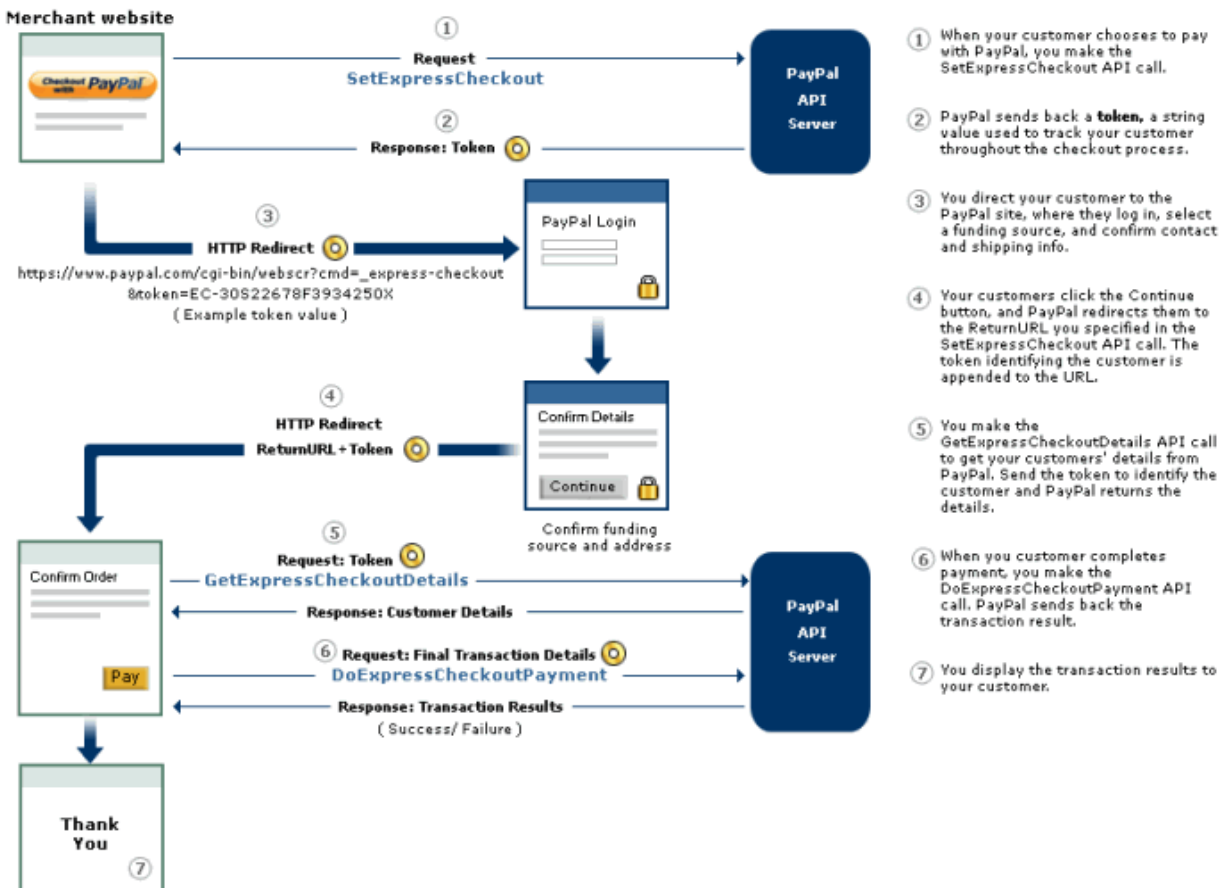 Merchant website
1
Request
SetExpressCheckout
Checkout
with PayPal
PayPal
API
Server
2
Response: Token
3
HTTP Redirect
https://www.paypal.com/cgi-bin/webscr?cmd=_express-checkout
&token=EC-30S22678F3934250X
( Example token value )
PayPal Login
4
HTTP Redirect
ReturnURL + Token
Confirm Details
Continue
Confirm funding
source and address
5
Request: Token
GetExpressCheckoutDetails
Response: Customer Details
Confirm Order
Pay
6 Request: Final Transaction Details
DoExpressCheckoutPayment
Response: Transaction Results
( Success/ Failure )
PayPal
API
Server
Thank
You
7
1 When your customer chooses to pay
with PayPal, you make the
SetExpressCheckout API call.
2 PayPal sends back a token, a string
value used to track your customer
throughout the checkout process.
3 You direct your customer to the
PayPal site, where they log in, select
a funding source, and confirm contact
and shipping info.
4 Your customers click the Continue
button, and PayPal redirects them to
the ReturnURL you specified in the
SetExpressCheckout API call. The
token identifying the customer is
appended to the URL.
5 You make the
GetExpressCheckoutDetails API call
to get your customers' details from
PayPal. Send the token to identify the
customer and PayPal returns the
details.
6 When you customer completes
payment, you make the
DoExpressCheckoutPayment API
call. PayPal sends back the
transaction result.
7 You display the transaction results to
your customer.